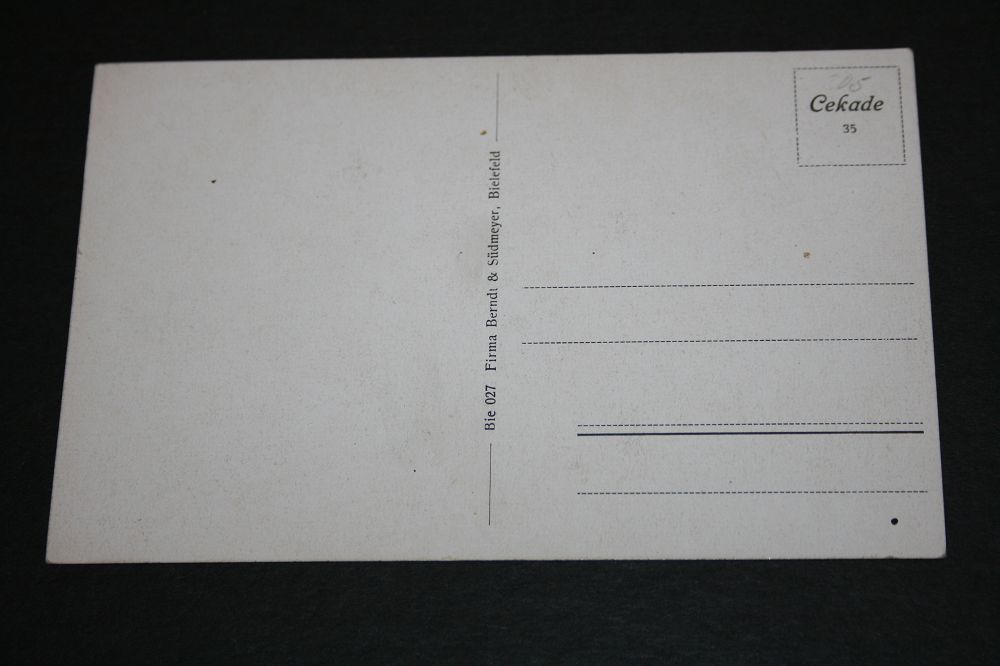 Cekade
35
Bie 027 Firma Berndt & Südmeyer, Bielefeld